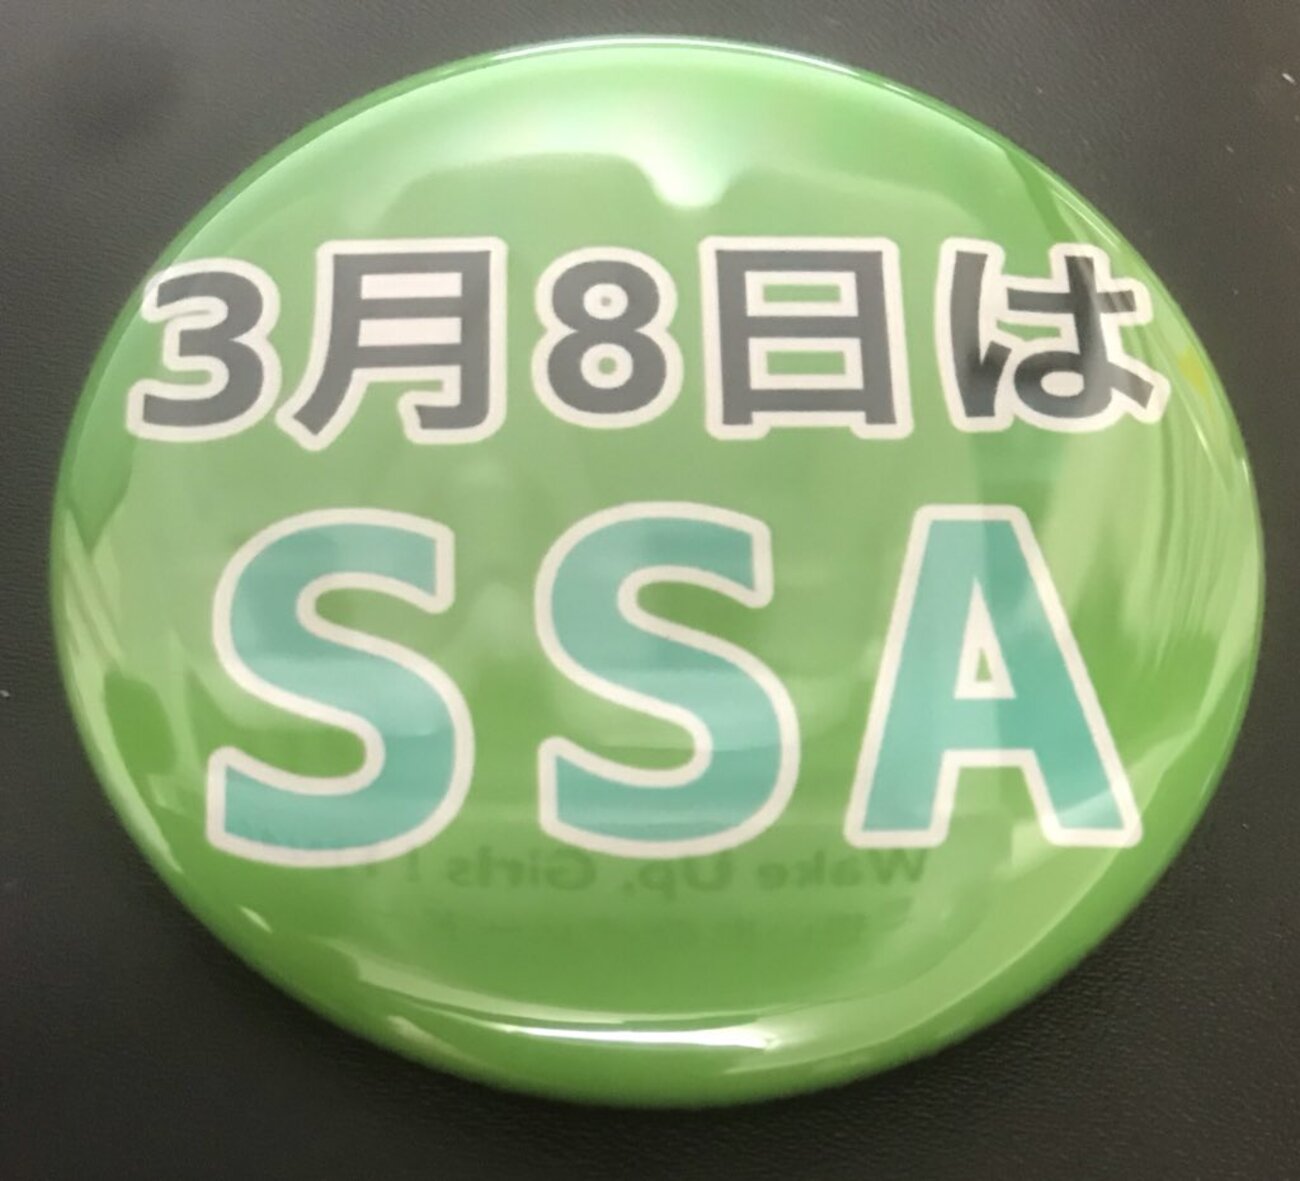 3月8日は
SSA
Wake Up, Girls !